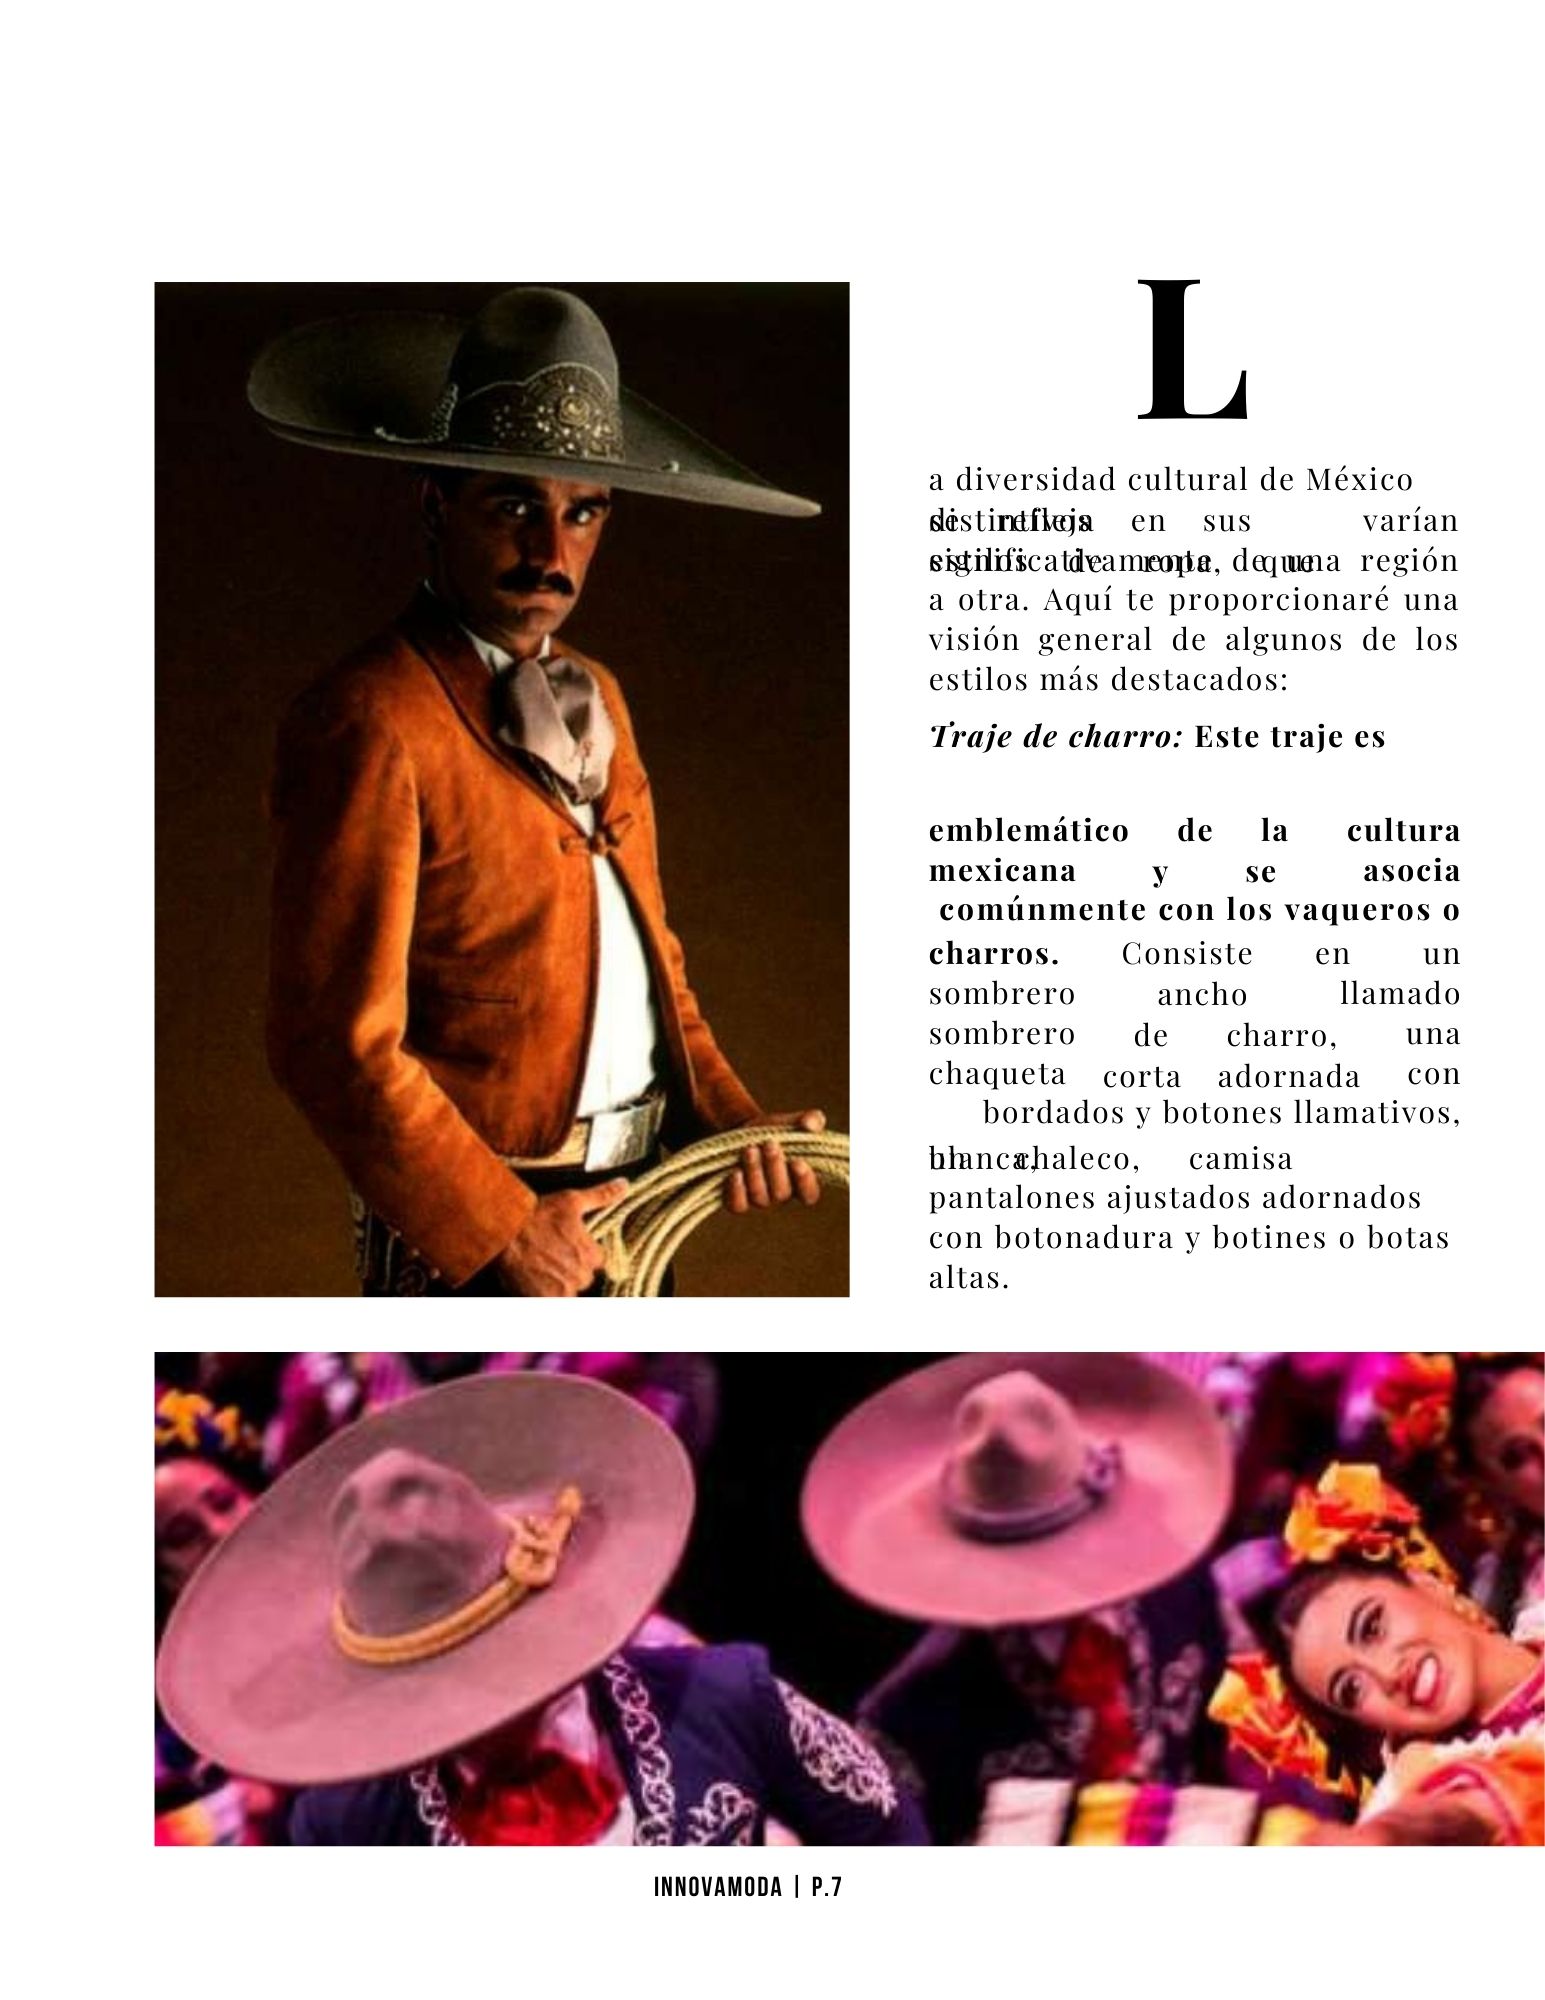 L
a diversidad cultural de México
se refleja en sus
estilos de ropa, que
distintivos varían
significativamente de una región
a otra. Aquí te proporcionaré una
visión general de algunos de los
estilos más destacados:
Traje de charro: Este traje es
emblemático de la cultura
mexicana y se asocia
comúnmente con los vaqueros o
charros. Consiste en un
sombrero ancho llamado
sombrero de charro, una
chaqueta corta adornada con
bordados y botones llamativos,
un chaleco, camisa
blanca,
pantalones ajustados adornados
con botonadura y botines o botas
altas.
INNOVAMODA | P.7